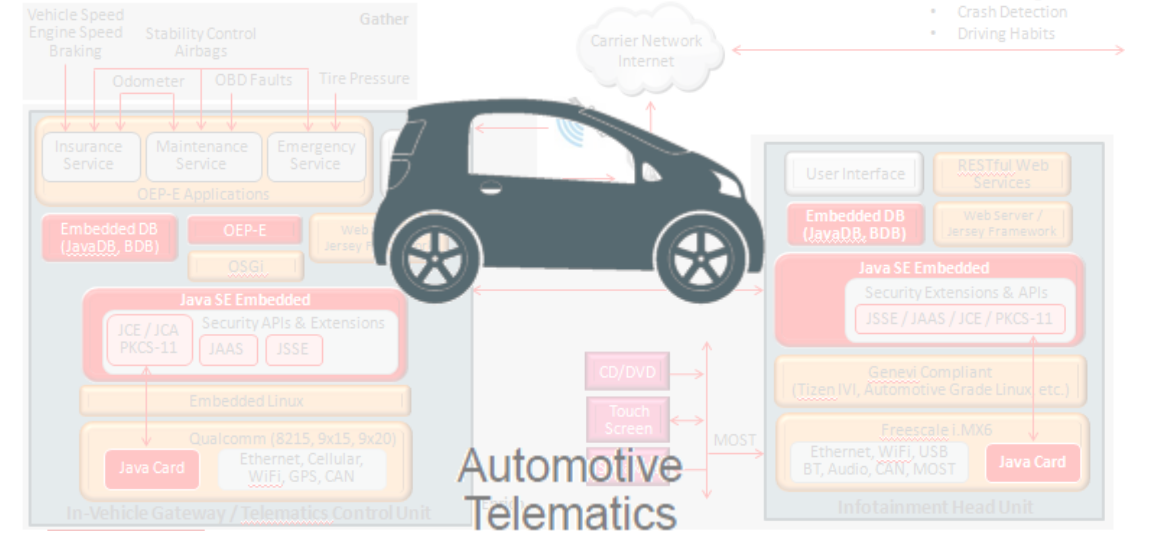 Vehicle Speed
Engine Speed
Braking
Stability Control
Airbags
Gather
Odometer
OBD Faults
Tire Pressure
Carrier Network
Internet
• Crash Detection
• Driving Habits
Insurance
Service
Maintenance
Service
Emergency
Service
OEP-E Applications
Embedded DB
(JavaDB, BDB)
OEP-E
OSGi
Web
Jersey
Java SE Embedded
JCE / JCA
PKCS-11
Security APIs & Extensions
JAAS
JSSE
Embedded Linux
Qualcomm (8215, 9x15, 9x20)
Java Card
Ethernet, Cellular,
WiFi, GPS, CAN
In-Vehicle Gateway / Telematics Control Unit
CD/DVD
Touch
Screen
MOST
Automotive
Telematics
User Interface
RESTful Web
Services
Embedded DB
(JavaDB, BDB)
Web Server /
Jersey Framework
Java SE Embedded
Security Extensions & APIs
JSSE / JAAS / JCE / PKCS-11
Genevi Compliant
(Tizen IVI, Automotive Grade Linux, etc.)
Freescale i.MX6
Ethernet, WiFi, USB
BT, Audio, CAN, MOST
Java Card
Infotainment Head Unit